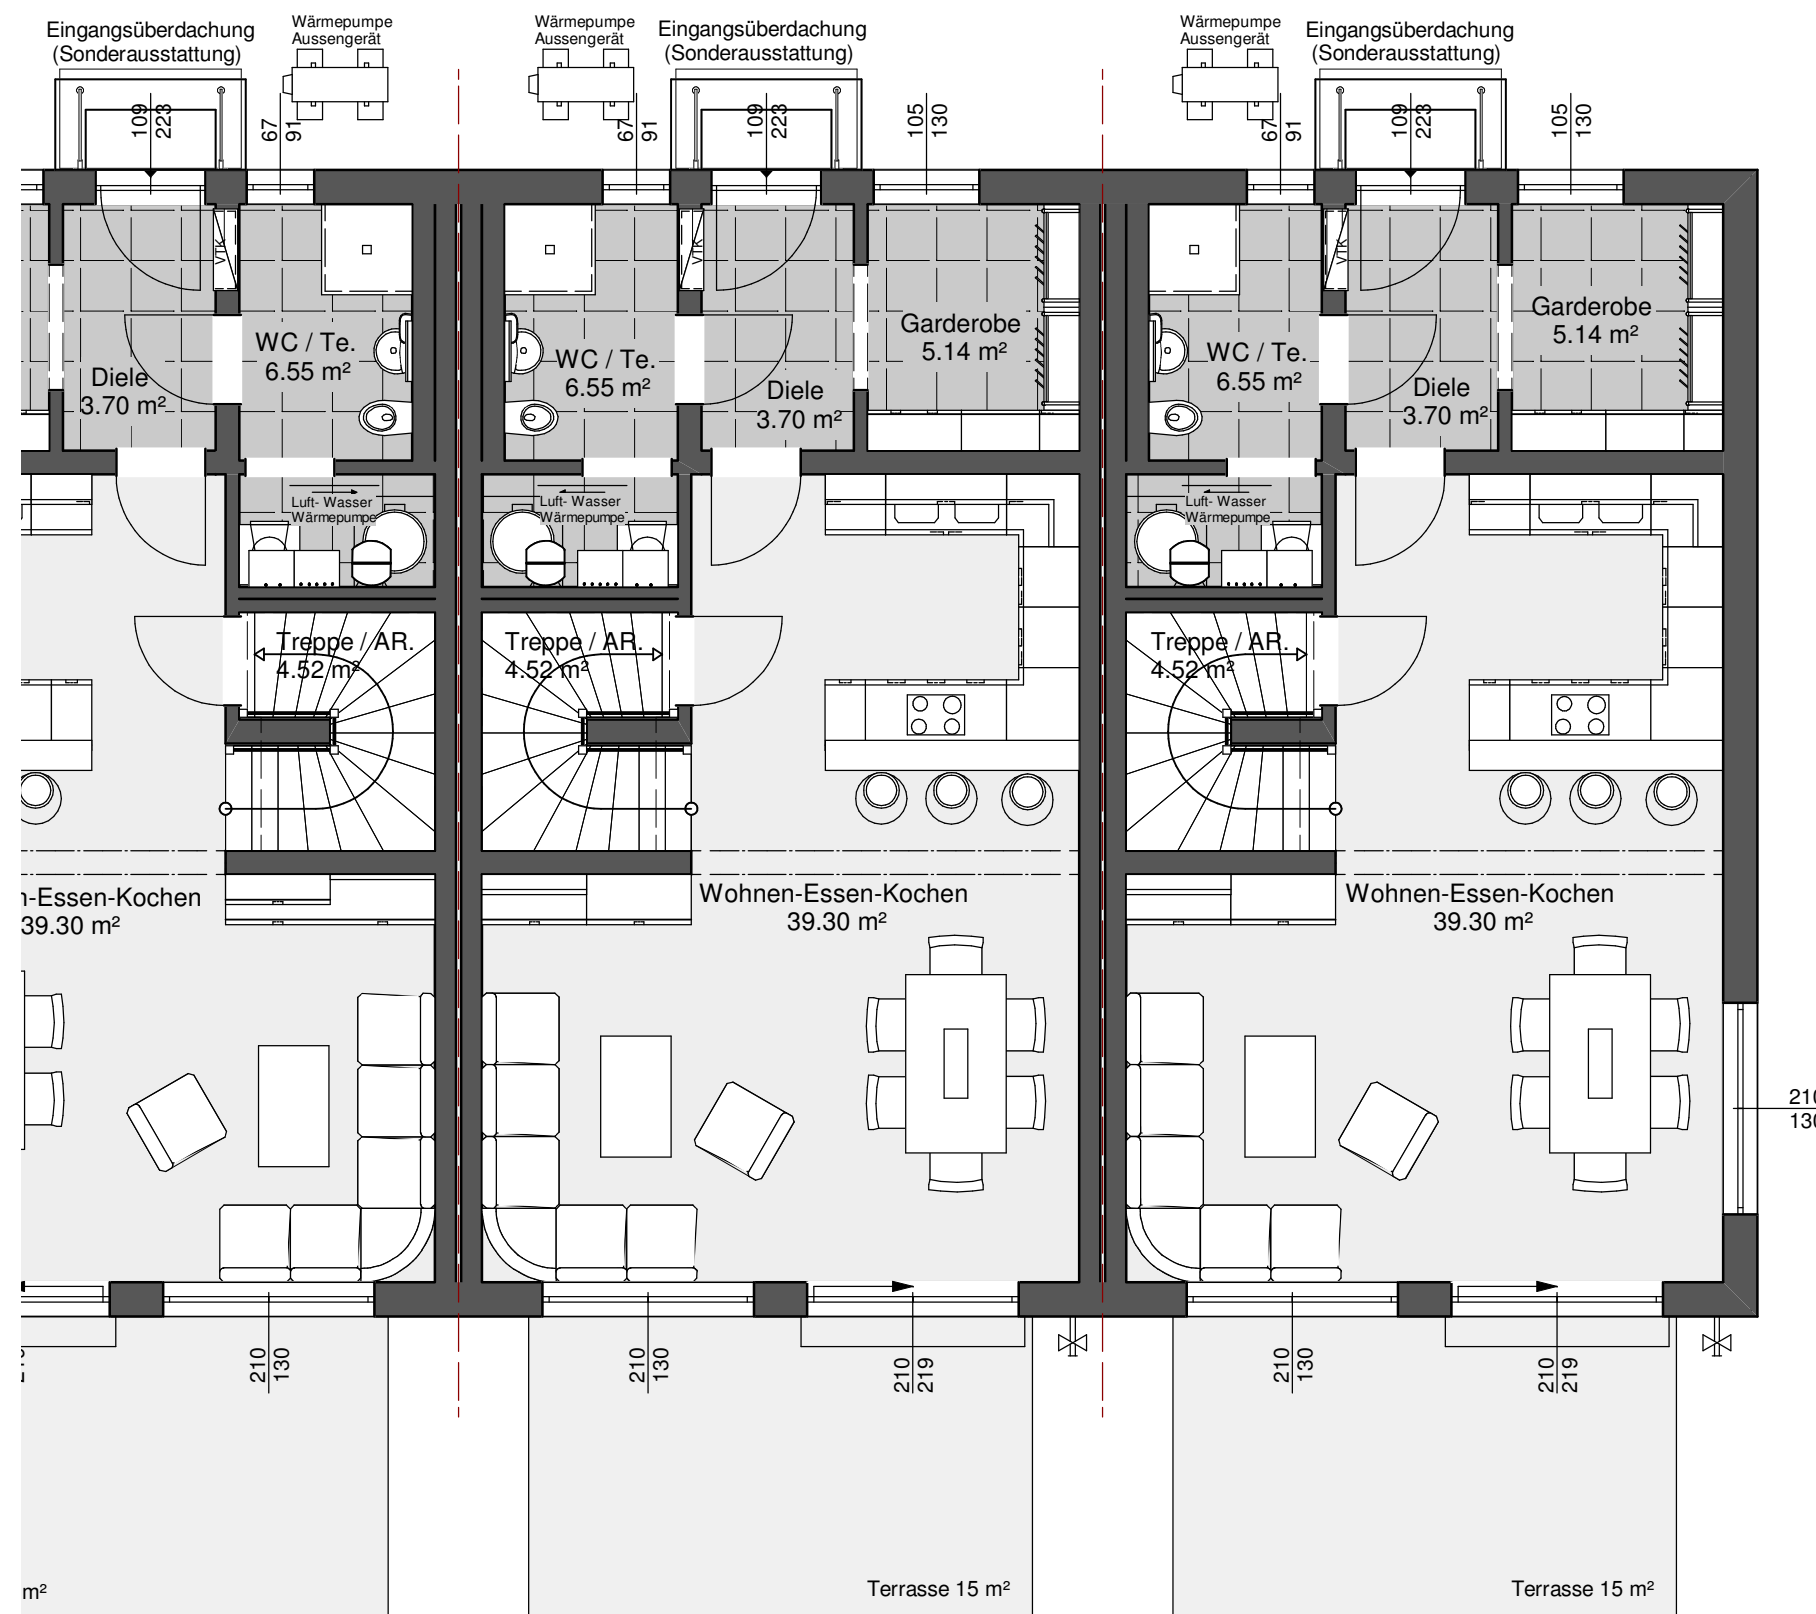 Eingangsüberdachung
(Sonderausstattung)
Wärmepumpe
Aussengerät
Wärmepumpe
Aussengerät
Eingangsüberdachung
(Sonderausstattung)
Wärmepumpe
Aussengerät
Eingangsüberdachung
(Sonderausstattung)
109
223
67
91
67
91
109
223
105
130
67
91
109
223
105
130
VTK
VTK
VTK
WC / Te.
6.55 m²
Diele
3.70 m²
WC / Te.
6.55 m²
Diele
3.70 m²
Garderobe
5.14 m²
WC / Te.
6.55 m²
Diele
3.70 m²
Garderobe
5.14 m²
Luft- Wasser
Wärmepumpe
Luft- Wasser
Wärmepumpe
Luft- Wasser
Wärmepumpe
Treppe / AR.
4.52 m²
Treppe / AR.
4.52 m²
Treppe / AR.
4.52 m²
n-Essen-Kochen
39.30 m²
Wohnen-Essen-Kochen
39.30 m²
Wohnen-Essen-Kochen
39.30 m²
210
130
210
130
210
130
210
219
210
130
210
219
m²
Terrasse 15 m²
Terrasse 15 m²